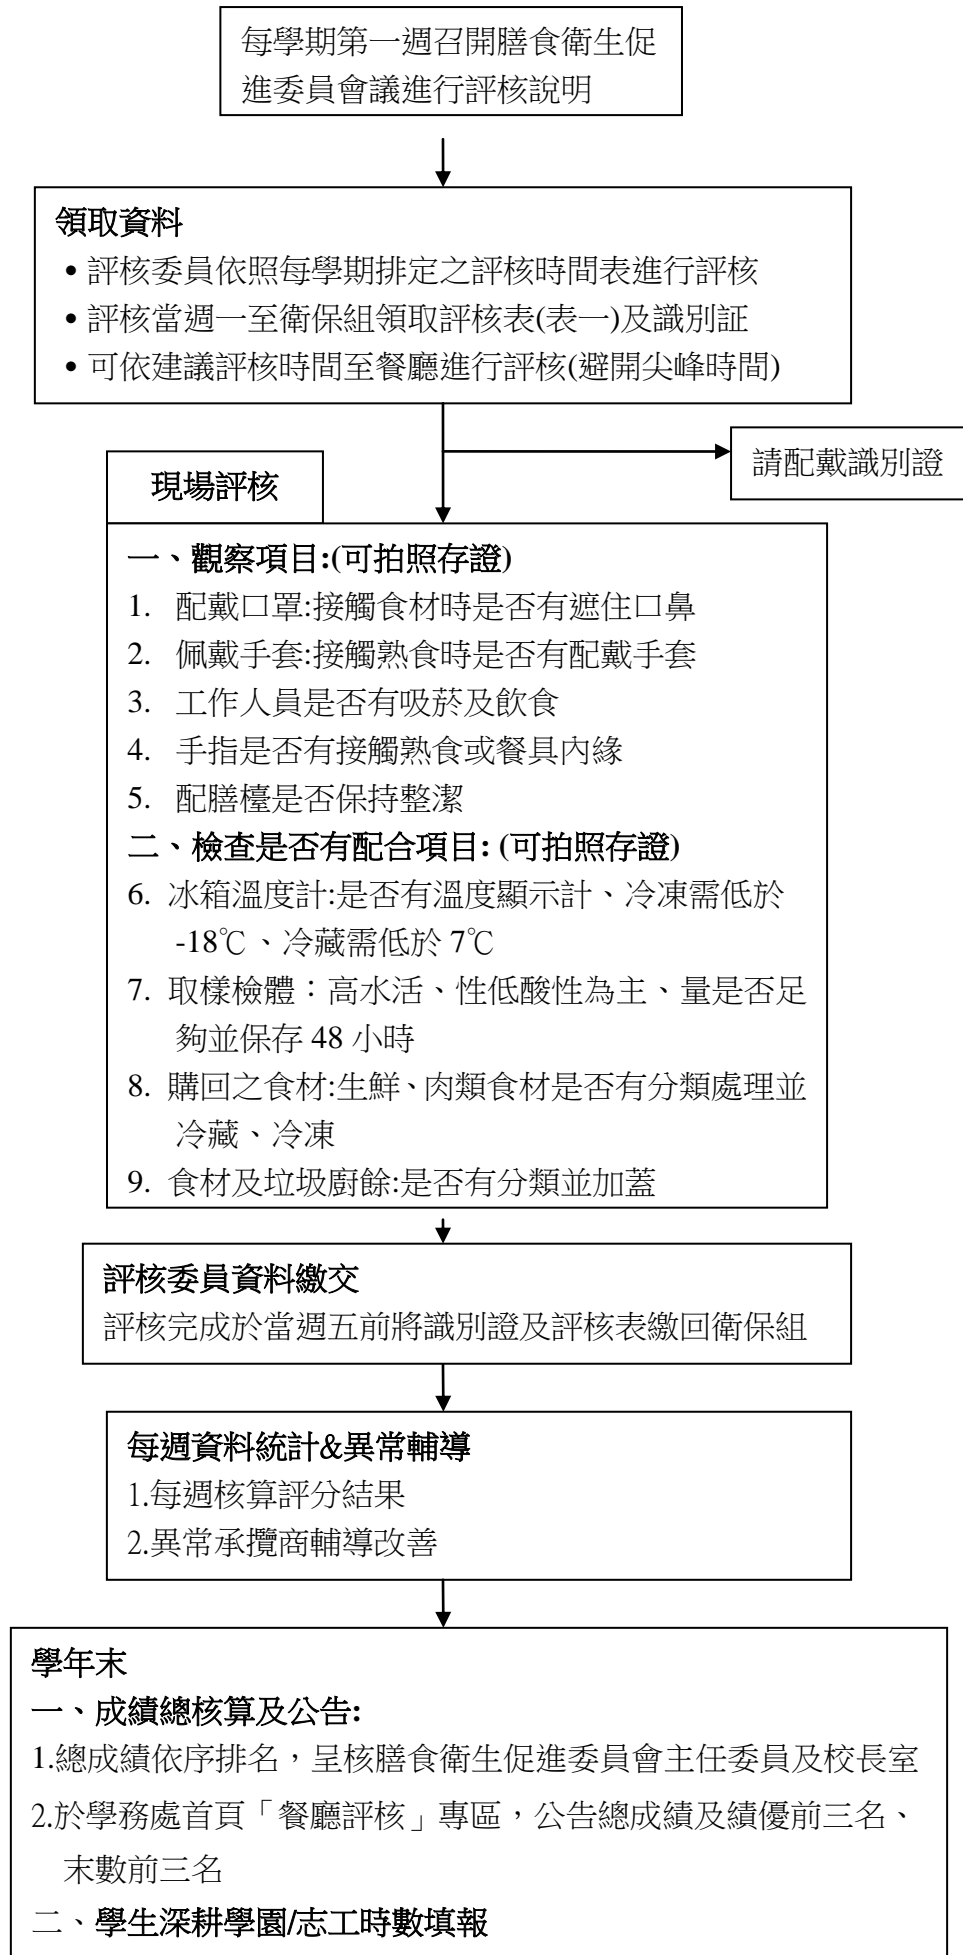 每學期第一週召開膳食衛生促
進委員會議進行評核說明
領取資料
• 評核委員依照每學期排定之評核時間表進行評核
• 評核當週一至衛保組領取評核表(表一)及識別証
• 可依建議評核時間至餐廳進行評核(避開尖峰時間)
請配戴識別證
現場評核
一、觀察項目:(可拍照存證)
1. 配戴口罩:接觸食材時是否有遮住口鼻
2. 佩戴手套:接觸熟食時是否有配戴手套
3. 工作人員是否有吸菸及飲食
4. 手指是否有接觸熟食或餐具內緣
5. 配膳檯是否保持整潔
二、檢查是否有配合項目: (可拍照存證)
6. 冰箱溫度計:是否有溫度顯示計、冷凍需低於
-18℃、冷藏需低於 7℃
7. 取樣檢體：高水活、性低酸性為主、量是否足
夠並保存 48 小時
8. 購回之食材:生鮮、肉類食材是否有分類處理並
冷藏、冷凍
9. 食材及垃圾廚餘:是否有分類並加蓋
評核委員資料繳交
評核完成於當週五前將識別證及評核表繳回衛保組
每週資料統計&異常輔導
1.每週核算評分結果
2.異常承攬商輔導改善
學年末
一、成績總核算及公告:
1.總成績依序排名，呈核膳食衛生促進委員會主任委員及校長室
2.於學務處首頁「餐廳評核」專區，公告總成績及績優前三名、
末數前三名
二、學生深耕學園/志工時數填報